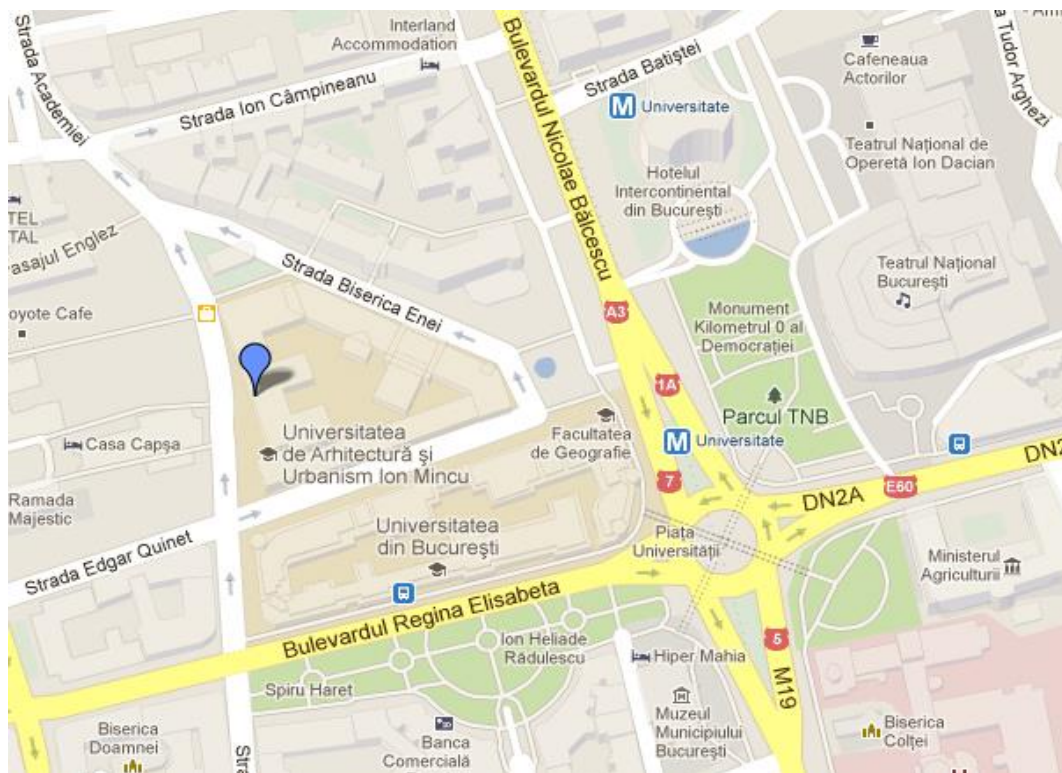 Strada Academiei
Interland
Accommodation
Strada Ion Câmpineanu
Bulevardul Nicolae Bălcescu
Strada Batiștei
M Universitate
Cafeneaua
Actorilor
Tudor Arghezi
Teatrul Național de
Operetă Ion Dacian
Hotelul
Intercontinental
din București
TEL
TAL
Englez
Strada Biserica Enei
Teatrul Național
București
oyote Cafe
A3
Monument
Kilometrul 0 al
Democrației
1A
Parcul TNB
Casa Capșa
Universitatea
de Arhitectură și
Urbanism Ion Mincu
Facultatea
de Geografie
M Universitate
DN2
Ramada
Majestic
7
E60
DN2A
Universitatea
din București
Piața
Universității
Strada Edgar Quinet
Ministerul
Agriculturii
Bulevardul Regina Elisabeta
Ion Heliade
Rădulescu
Hiper Mahia
5
M19
Spiru Haret
Biserica
Doamnei
Banca
Comercială
Muzeul
Municipiului
București
Biserica
Colței